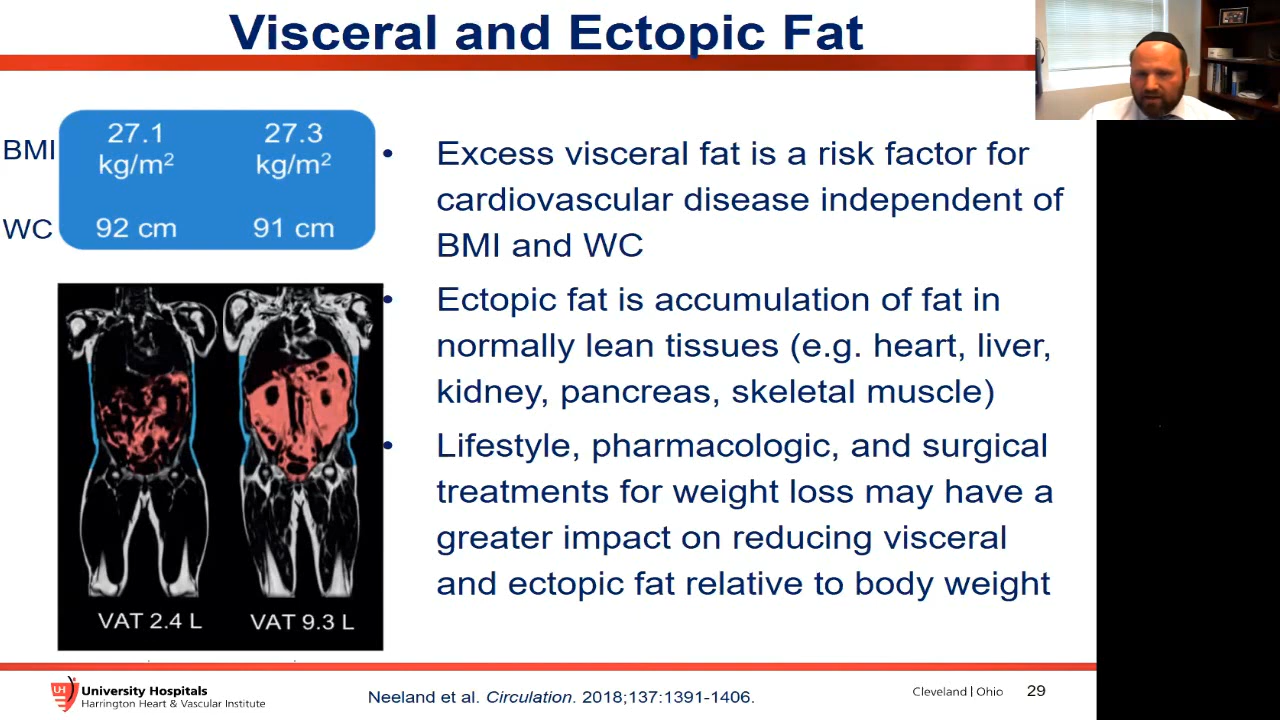 Visceral and Ectopic Fat
BMI
27.1 kg/m²
27.3 kg/m²
WC
92 cm
91 cm
VAT 2.4 L
VAT 9.3 L
• Excess visceral fat is a risk factor for
cardiovascular disease independent of
BMI and WC
• Ectopic fat is accumulation of fat in
normally lean tissues (e.g. heart, liver,
kidney, pancreas, skeletal muscle)
• Lifestyle, pharmacologic, and surgical
treatments for weight loss may have a
greater impact on reducing visceral
and ectopic fat relative to body weight
UH
University Hospitals
Harrington Heart & Vascular Institute
Neeland et al. Circulation. 2018;137:1391-1406.
Cleveland | Ohio
29